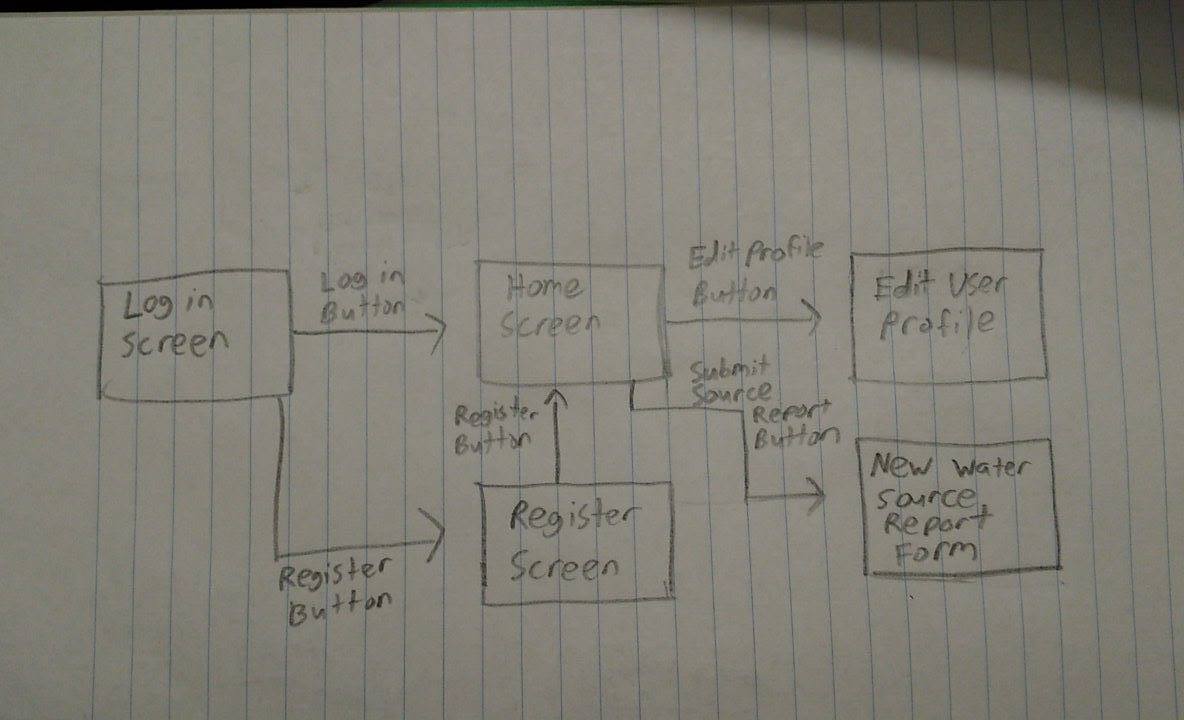 Log in
Screen
Log in
Button
Home
Screen
Edit Profile
Button
Edit User
Profile
Register
Button
Submit
Source
Report
Button
Register
Button
Register
Screen
New Water
Source
Report
Form